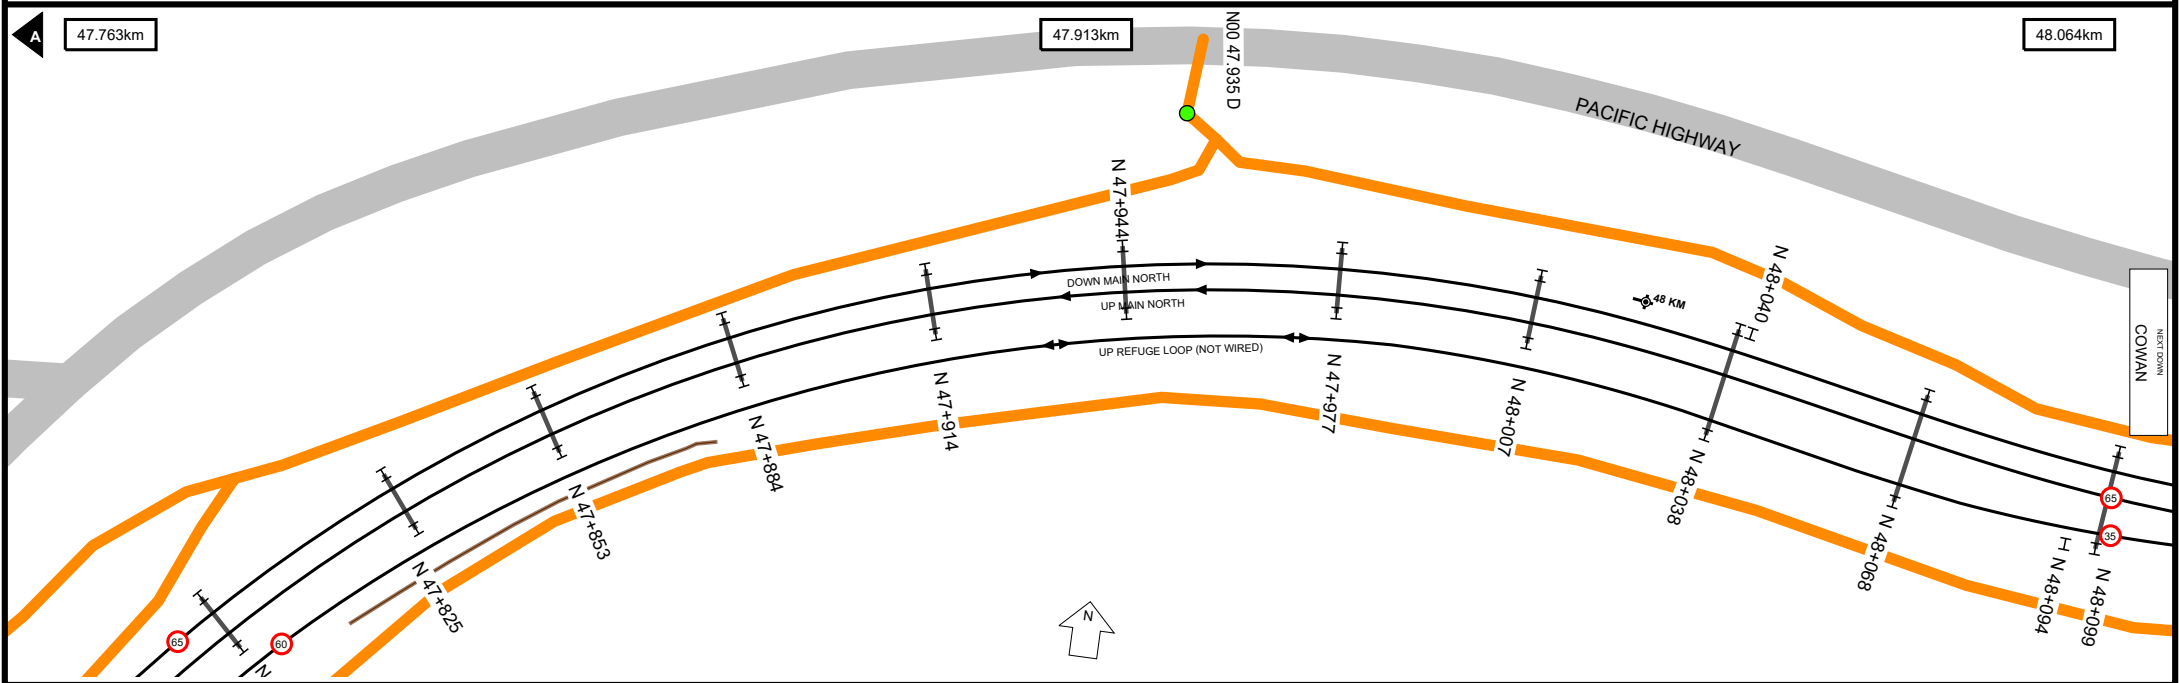 A
47.763km
47.913km
48.064km
N00 47.935 D
PACIFIC HIGHWAY
N 47+944
DOWN MAIN NORTH
UP MAIN NORTH
UP REFUGE LOOP (NOT WIRED)
48 KM
N 48+040
NEXT DOWN
COWAN
N 47+977
N 48+007
N 47+914
N 47+884
N 47+853
N 47+825
N 48+038
N 48+068
N 48+094
N 48+099
65
35
65
60
N
N